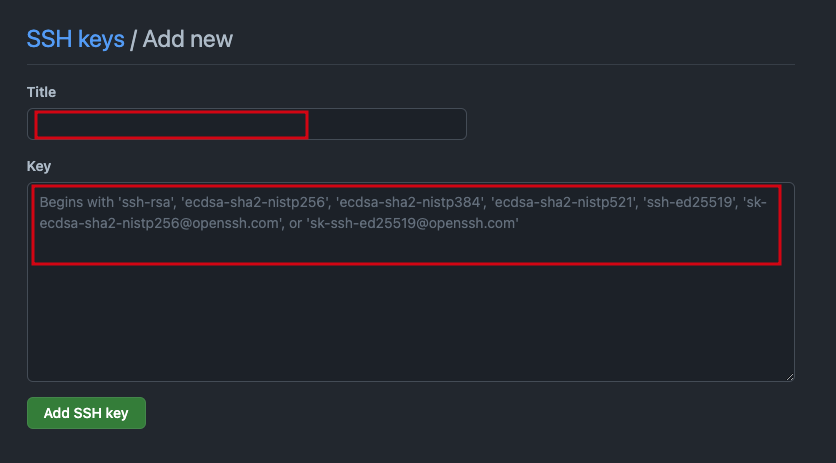 SSH keys / Add new
Title
Key
Begins with 'ssh-rsa', 'ecdsa-sha2-nistp256', 'ecdsa-sha2-nistp384', 'ecdsa-sha2-nistp521', 'ssh-ed25519', 'sk-
ecdsa-sha2-nistp256@openssh.com', or 'sk-ssh-ed25519@openssh.com'
Add SSH key